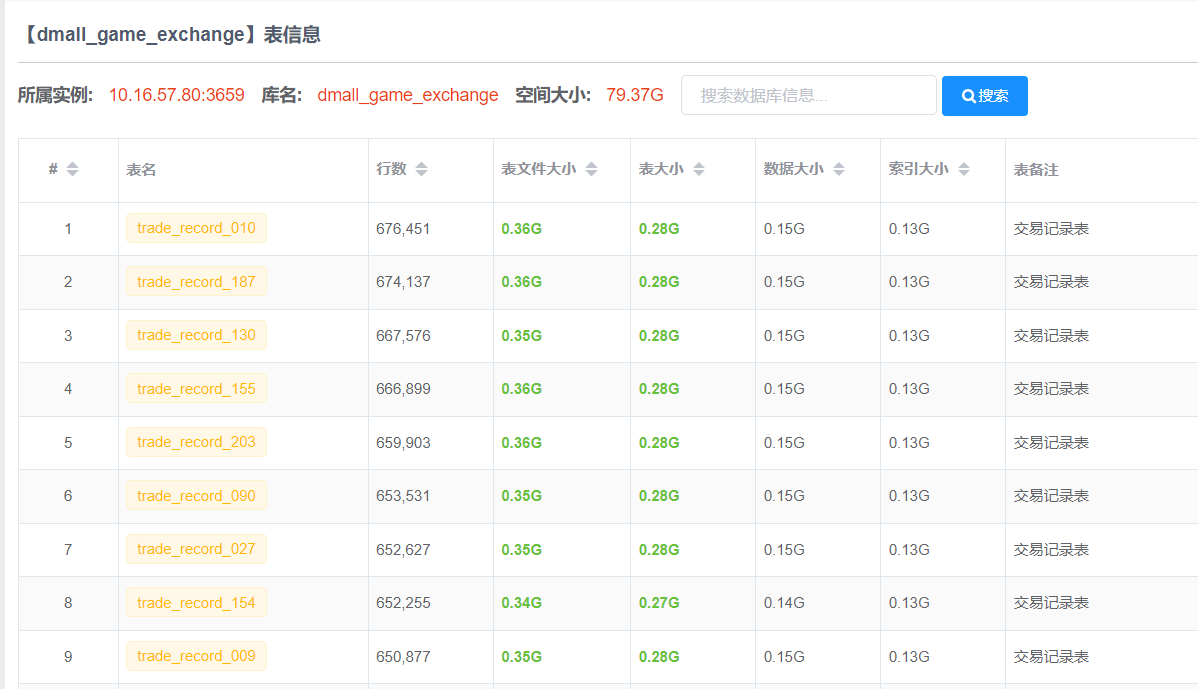 【dmall_game_exchange】表信息
所属实例: 10.16.57.80:3659 库名: dmall_game_exchange 空间大小: 79.37G 搜索数据库信息... 搜索
# 表名 行数 表文件大小 表大小 数据大小 索引大小 表备注
1 trade_record_010 676,451 0.36G 0.28G 0.15G 0.13G 交易记录表
2 trade_record_187 674,137 0.36G 0.28G 0.15G 0.13G 交易记录表
3 trade_record_130 667,576 0.35G 0.28G 0.15G 0.13G 交易记录表
4 trade_record_155 666,899 0.36G 0.28G 0.15G 0.13G 交易记录表
5 trade_record_203 659,903 0.36G 0.28G 0.15G 0.13G 交易记录表
6 trade_record_090 653,531 0.35G 0.28G 0.15G 0.13G 交易记录表
7 trade_record_027 652,627 0.35G 0.28G 0.15G 0.13G 交易记录表
8 trade_record_154 652,255 0.34G 0.27G 0.14G 0.13G 交易记录表
9 trade_record_009 650,877 0.35G 0.28G 0.15G 0.13G 交易记录表